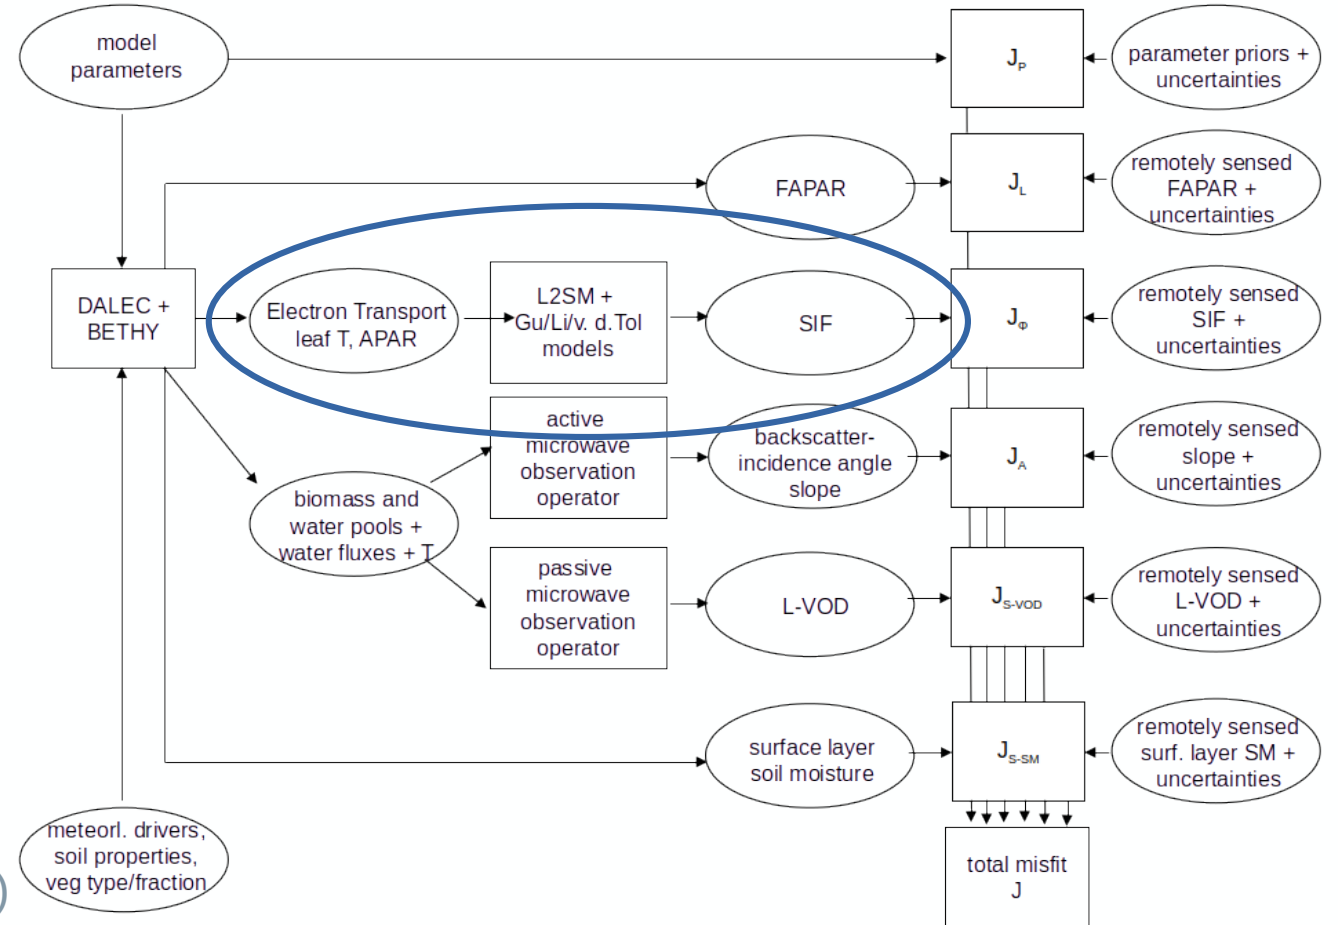 model
parameters
J_P
parameter priors +
uncertainties
FAPAR
J_L
remotely sensed
FAPAR +
uncertainties
DALEC +
BETHY
Electron Transport
leaf T, APAR
L2SM +
Gu/Li/v. d.Tol
models
SIF
J_Φ
remotely sensed
SIF +
uncertainties
active
microwave
observation
operator
backscatter-
incidence angle
slope
J_A
remotely sensed
slope +
uncertainties
biomass and
water pools +
water fluxes + T
passive
microwave
observation
operator
L-VOD
J_S-VOD
remotely sensed
L-VOD +
uncertainties
surface layer
soil moisture
J_S-SM
remotely sensed
surf. layer SM +
uncertainties
meteorl. drivers,
soil properties,
veg type/fraction
total misfit
J